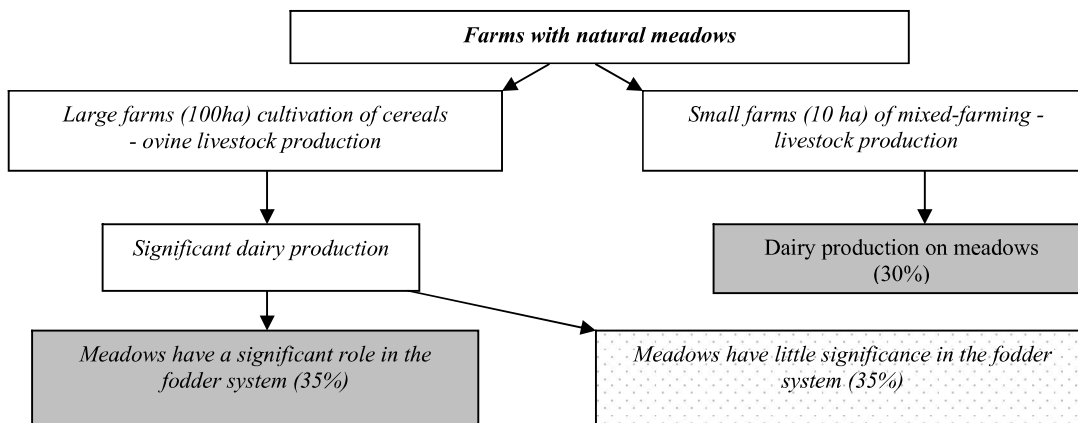 Farms with natural meadows
Large farms (100ha) cultivation of cereals
- ovine livestock production
Small farms (10 ha) of mixed-farming -
livestock production
Significant dairy production
Dairy production on meadows
(30%)
Meadows have a significant role in the
fodder system (35%)
Meadows have little significance in the fodder
system (35%)